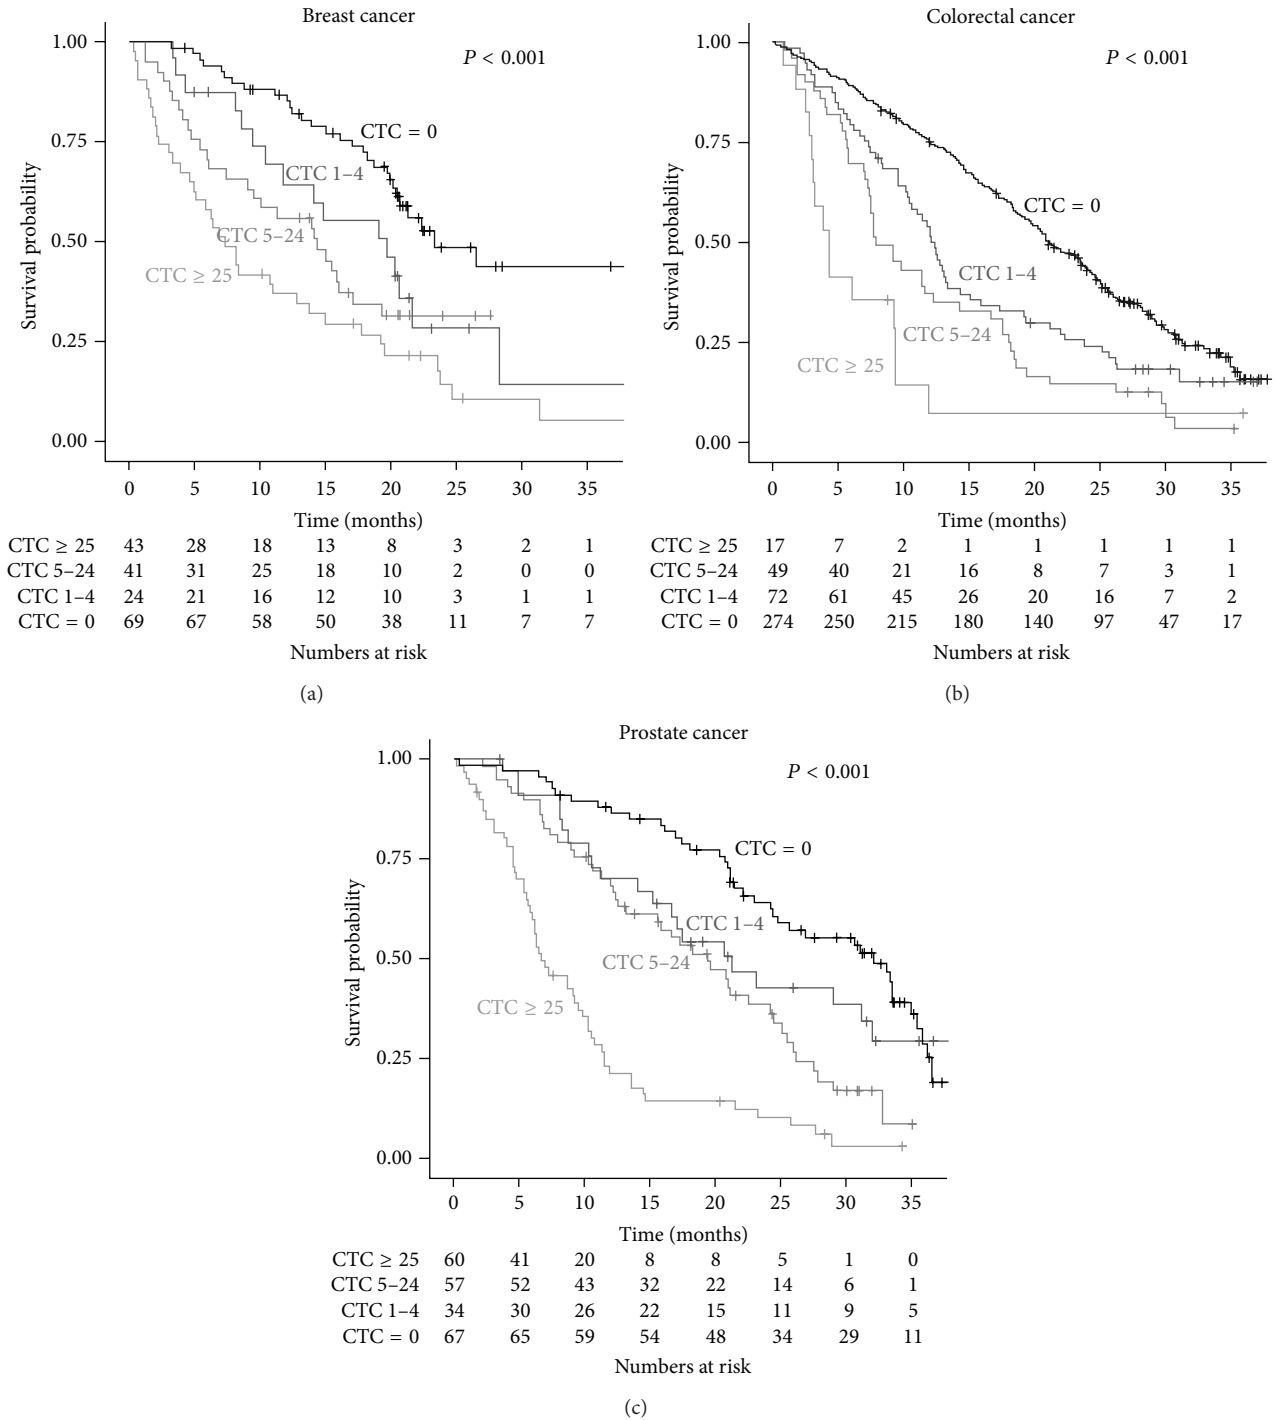 Breast cancer
P < 0.001
1.00
0.75
0.50
0.25
0.00
Survival probability
CTC = 0
CTC 1–4
CTC 5–24
CTC ≥ 25
0 5 10 15 20 25 30 35
Time (months)
CTC ≥ 25 43 28 18 13 8 3 2 1
CTC 5–24 41 31 25 18 10 2 0 0
CTC 1–4 24 21 16 12 10 3 1 1
CTC = 0 69 67 58 50 38 11 7 7
Numbers at risk
(a)
Colorectal cancer
P < 0.001
1.00
0.75
0.50
0.25
0.00
Survival probability
CTC = 0
CTC 1–4
CTC 5–24
CTC ≥ 25
0 5 10 15 20 25 30 35
Time (months)
CTC ≥ 25 17 7 2 1 1 1 1 1
CTC 5–24 49 40 21 16 8 7 3 1
CTC 1–4 72 61 45 26 20 16 7 2
CTC = 0 274 250 215 180 140 97 47 17
Numbers at risk
(b)
Prostate cancer
P < 0.001
1.00
0.75
0.50
0.25
0.00
Survival probability
CTC = 0
CTC 1–4
CTC 5–24
CTC ≥ 25
0 5 10 15 20 25 30 35
Time (months)
CTC ≥ 25 60 41 20 8 8 5 1 0
CTC 5–24 57 52 43 32 22 14 6 1
CTC 1–4 34 30 26 22 15 11 9 5
CTC = 0 67 65 59 54 48 34 29 11
Numbers at risk
(c)